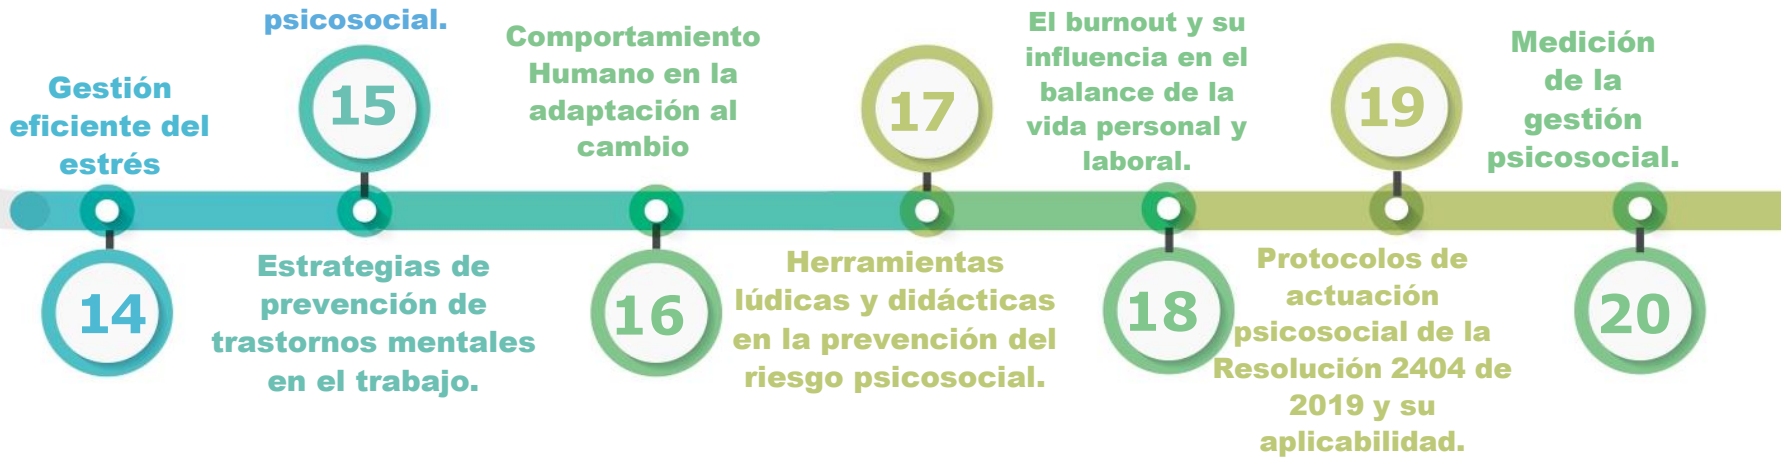 psicosocial.
Gestión
eficiente del
estrés
14
15
Estrategias de
prevención de
trastornos mentales
en el trabajo.
Comportamiento
Humano en la
adaptación al
cambio
16
17
Herramientas
lúdicas y didácticas
en la prevención del
riesgo psicosocial.
El burnout y su
influencia en el
balance de la
vida personal y
laboral.
18
19
Protocolos de
actuación
psicosocial de la
Resolución 2404 de
2019 y su
aplicabilidad.
Medición
de la
gestión
psicosocial.
20